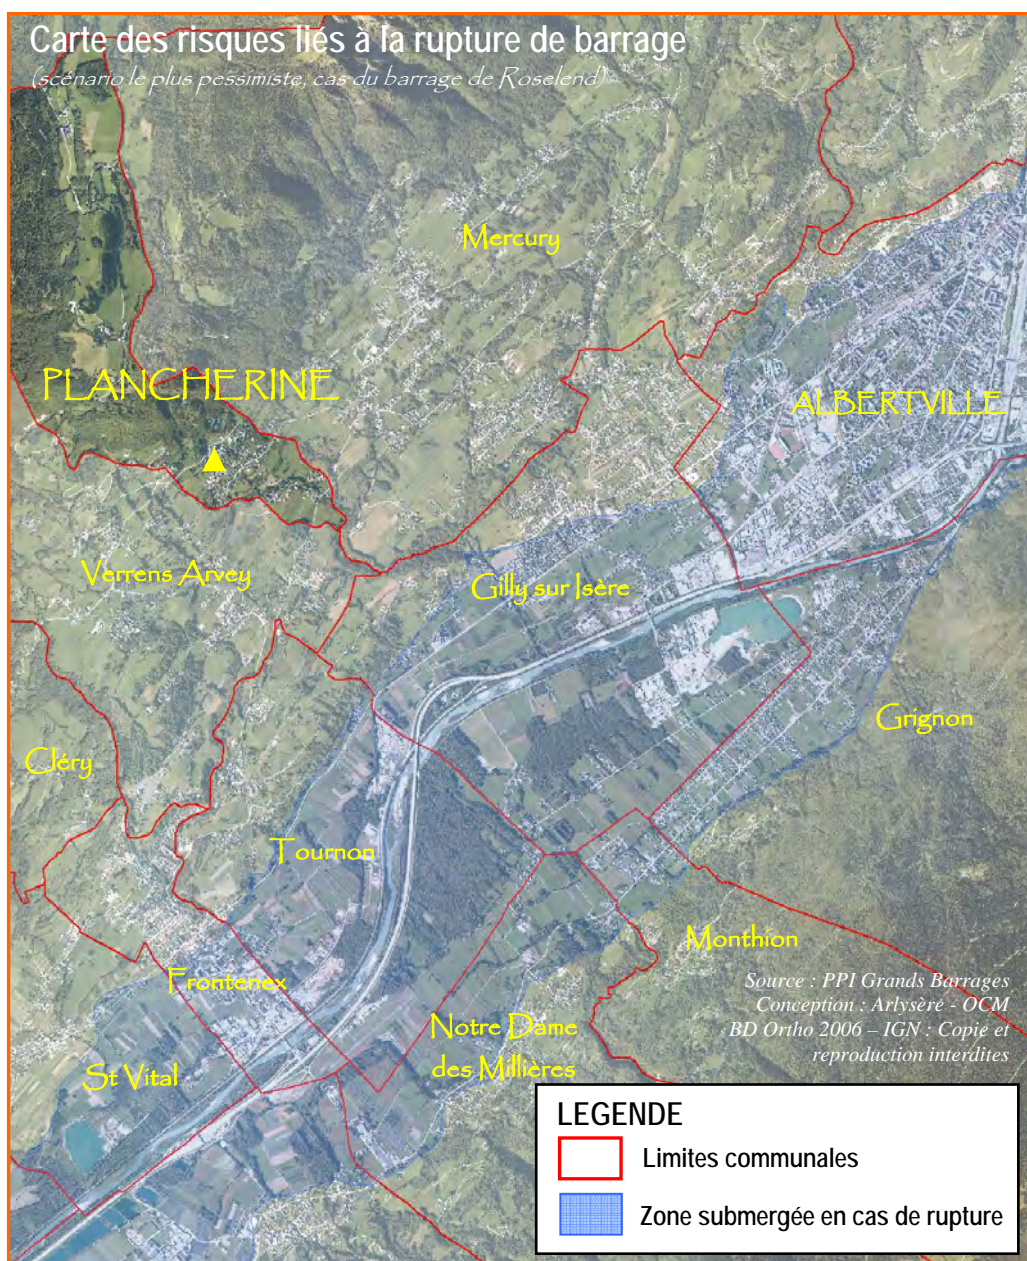 Carte des risques liés à la rupture de barrage
(scénario le plus pessimiste, cas du barrage de Roselend)
Mercury
PLANCHERINE
ALBERTVILLE
Verrens Arvey
Gilly sur Isère
Grignon
Cléry
Tournon
Monthion
Frontenex
Source : PPI Grands Barrages
Conception : Arlysèré - OCM
BD Ortho 2006 – IGN : Copie et
reproduction interdites
Notre Dame
des Millières
St Vital
LEGENDE
Limites communales
Zone submergée en cas de rupture